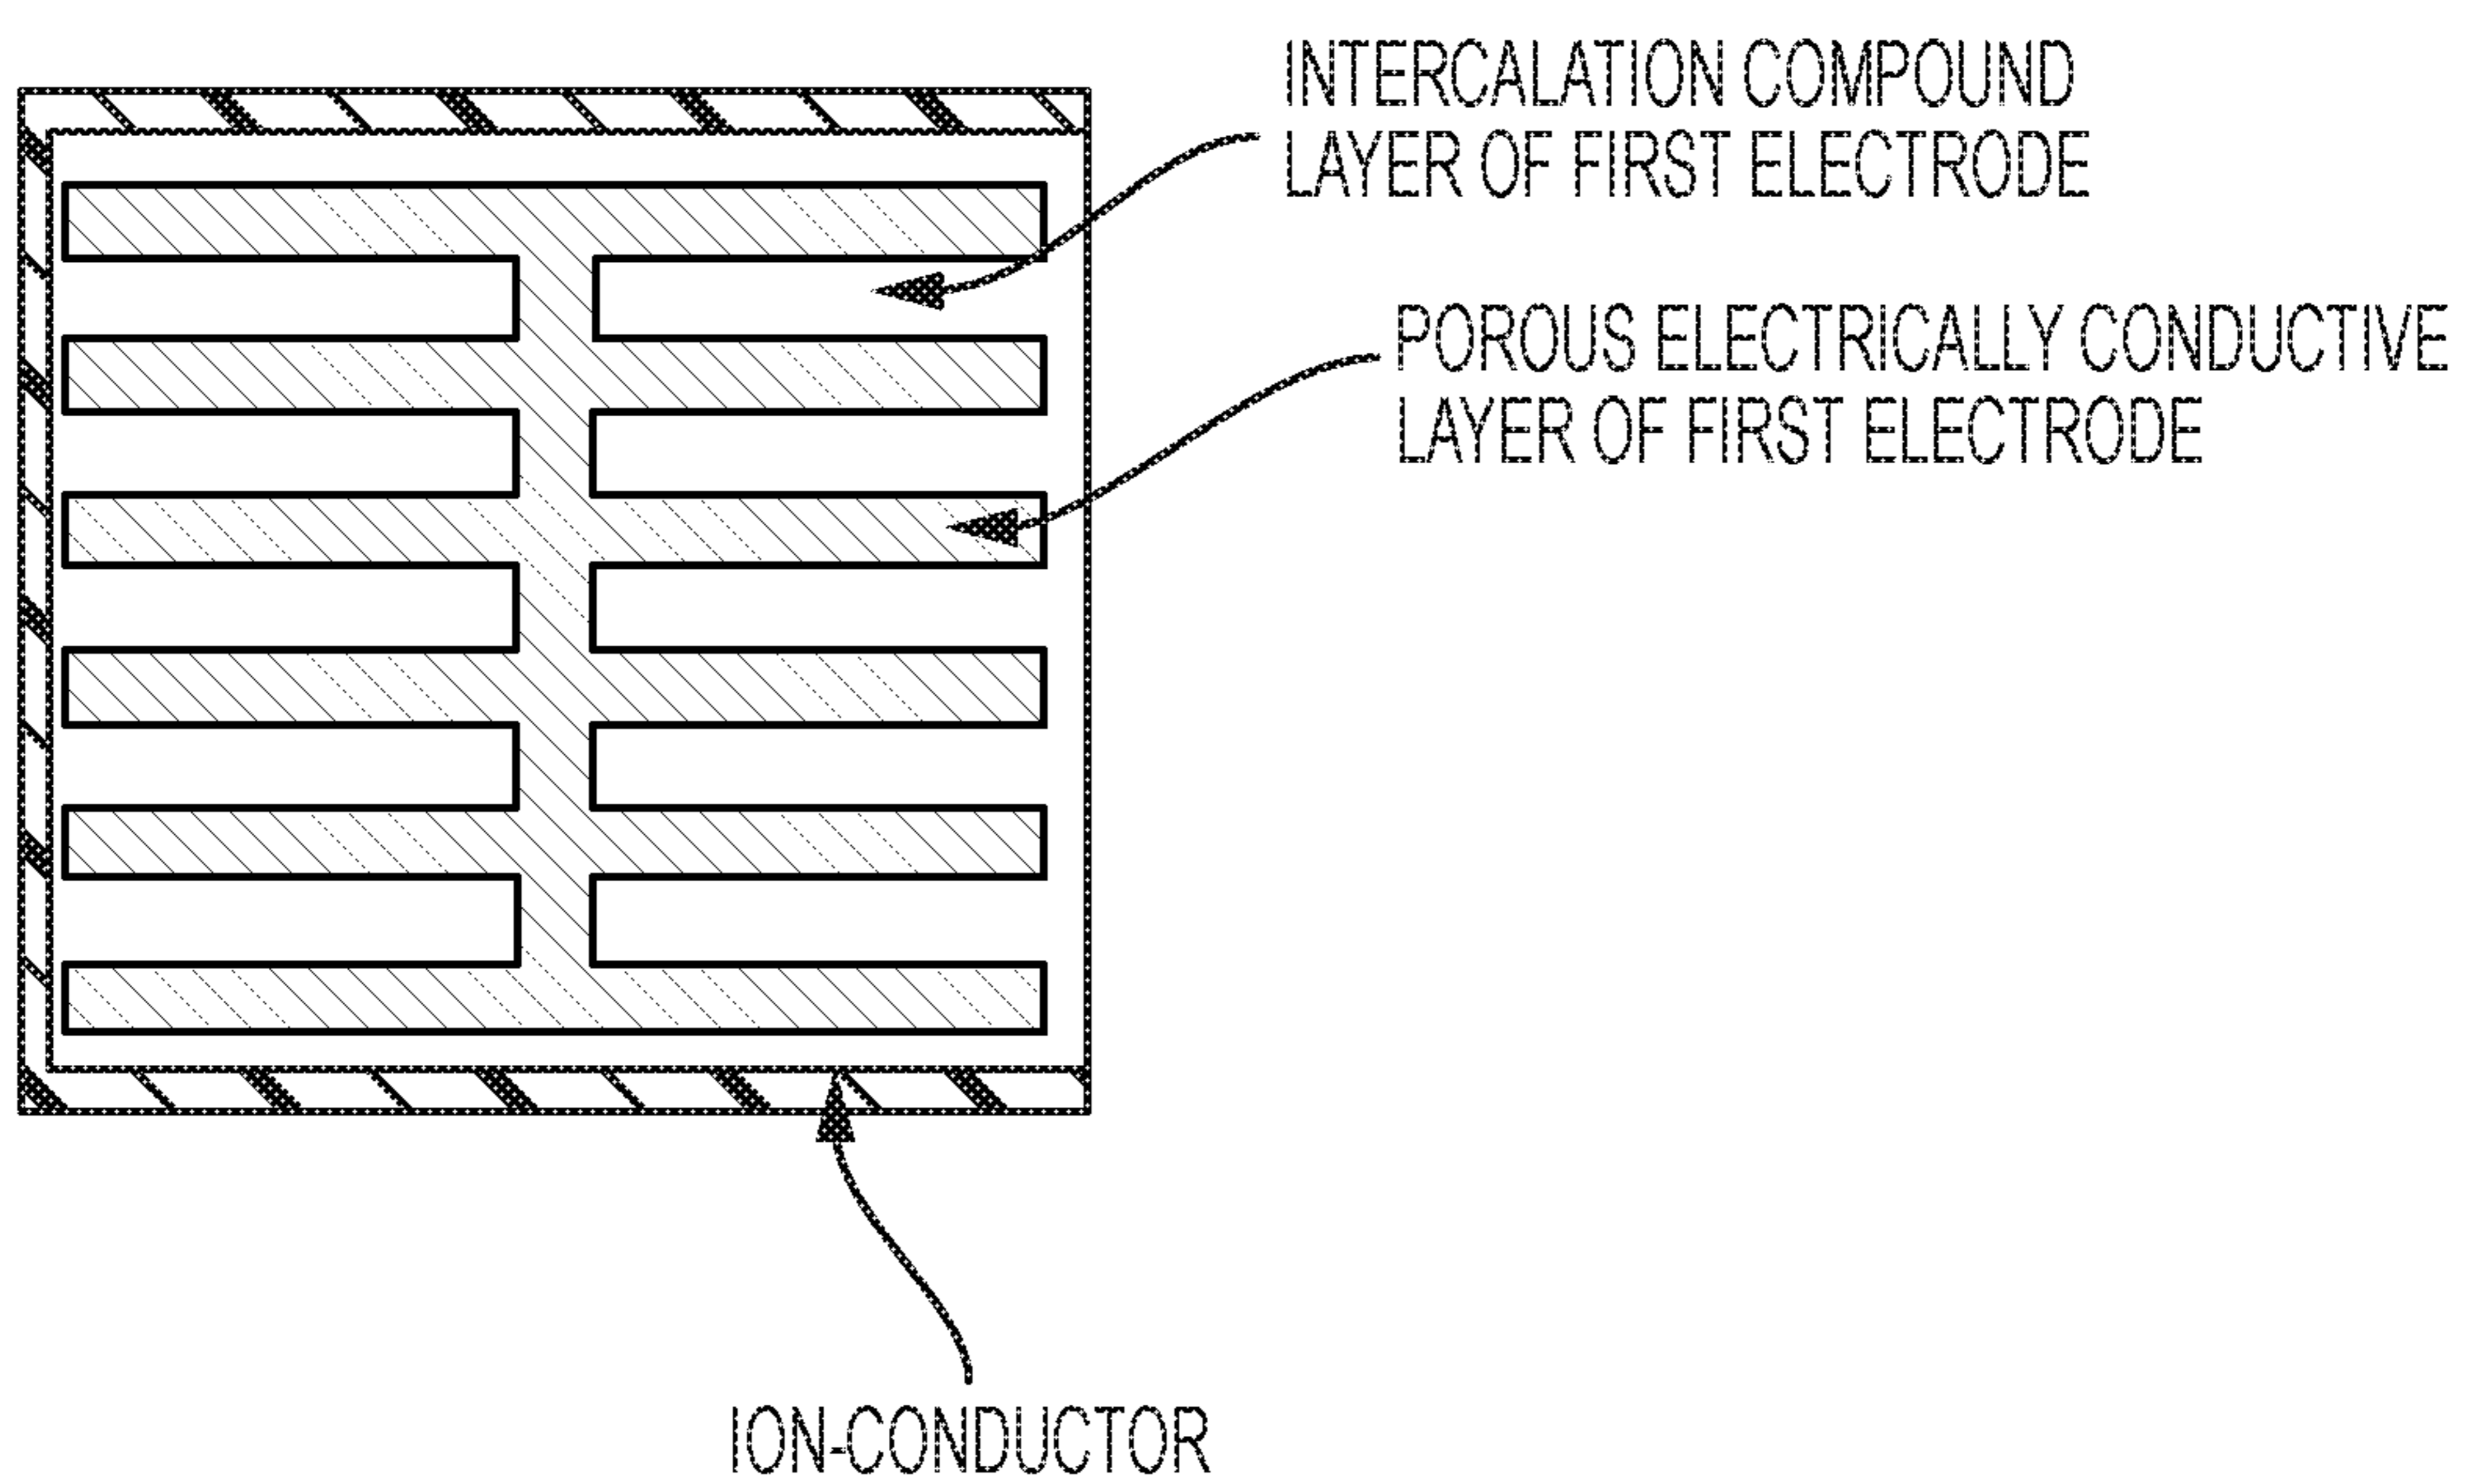 INTERCALATION COMPOUND
LAYER OF FIRST ELECTRODE
POROUS ELECTRICALLY CONDUCTIVE
LAYER OF FIRST ELECTRODE
ION-CONDUCTOR